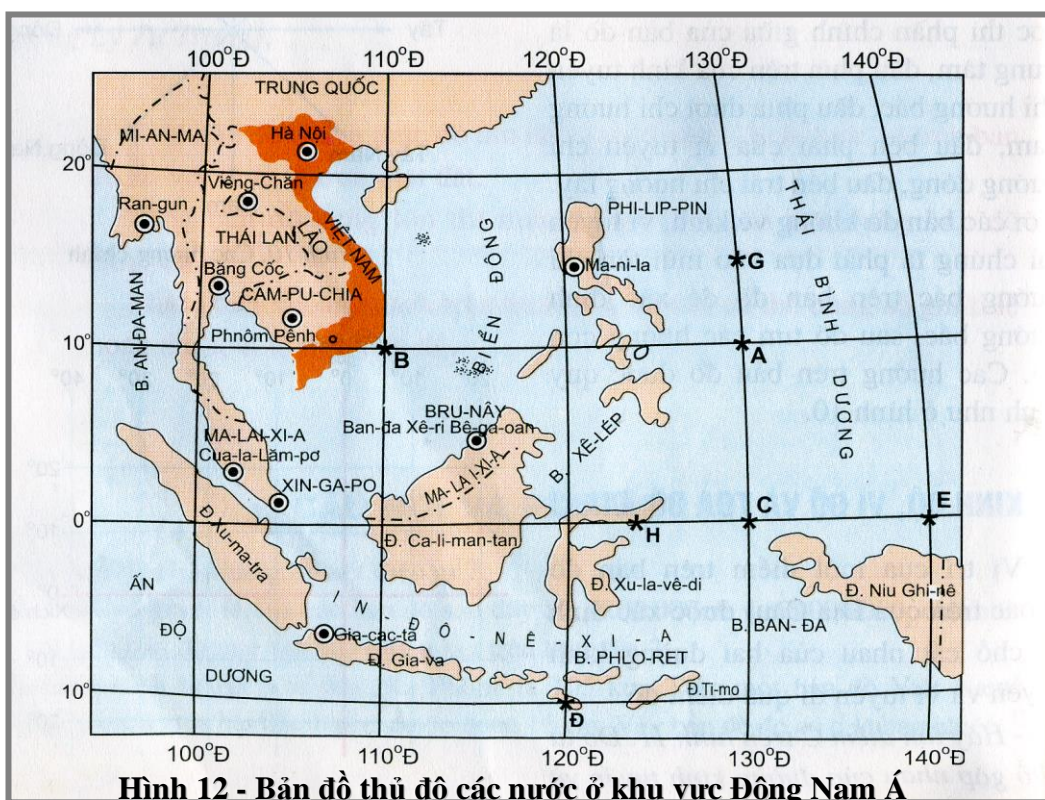 100°Đ
110°Đ
120°Đ
130°Đ
140°Đ
TRUNG QUỐC
MI-AN-MA
Hà Nội
20°
Viêng-Chăn
Ran-gun
LÀO
VIỆT NAM
PHI-LIP-PIN
THÁI LAN
THÁI
BÌNH
DƯƠNG
Băng Cốc
Ma-ni-la
G
CAM-PU-CHIA
BIỂN ĐÔNG
B. AN-ĐA-MAN
Phnôm Pênh
10°
B
A
BRU-NÂY
Ban-đa Xê-ri Bê-ga-oan
MA-LAI-XI-A
B. XÊ-LÉP
MA-LAI-XI-A
Cua-la-Lăm-pơ
XIN-GA-PO
0°
H
C
E
Đ. Xu-ma-tra
Đ. Ca-li-man-tan
ẤN
ĐỘ
DƯƠNG
Đ. Xu-la-vê-di
Đ. Niu Ghi-nê
IN - ĐÔ - NÊ - XI - A
B. BAN-ĐA
Gia-cac-ta
Đ. Gia-va
B. PHLO-RET
Đ.Ti-mo
10°
Đ
100°Đ
110°Đ
120°Đ
130°Đ
140°Đ
Hình 12 - Bản đồ thủ đô các nước ở khu vực Đông Nam Á